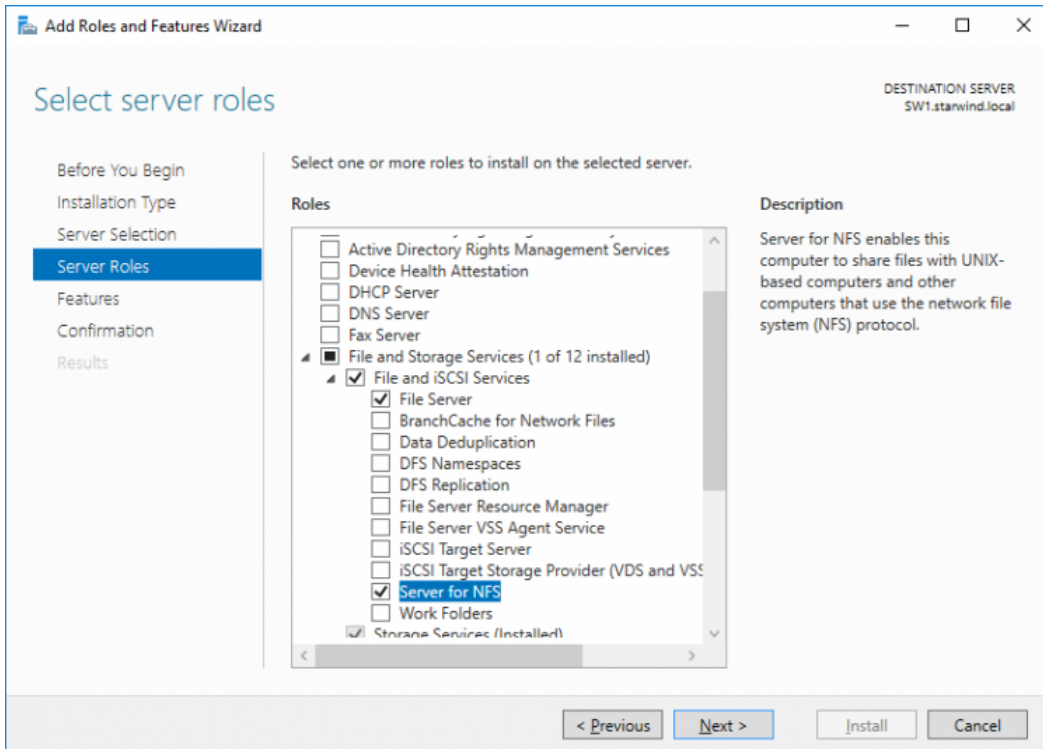 Add Roles and Features Wizard
Select server roles
DESTINATION SERVER
SW1.starwind.local
Before You Begin
Installation Type
Server Selection
Server Roles
Features
Confirmation
Results
Select one or more roles to install on the selected server.
Roles
Active Directory Rights Management Services
Device Health Attestation
DHCP Server
DNS Server
Fax Server
File and Storage Services (1 of 12 installed)
File and iSCSI Services
File Server
BranchCache for Network Files
Data Deduplication
DFS Namespaces
DFS Replication
File Server Resource Manager
File Server VSS Agent Service
iSCSI Target Server
iSCSI Target Storage Provider (VDS and VSS
Server for NFS
Work Folders
Storage Services (Installed)
Description
Server for NFS enables this
computer to share files with UNIX-
based computers and other
computers that use the network file
system (NFS) protocol.
< Previous
Next >
Install
Cancel